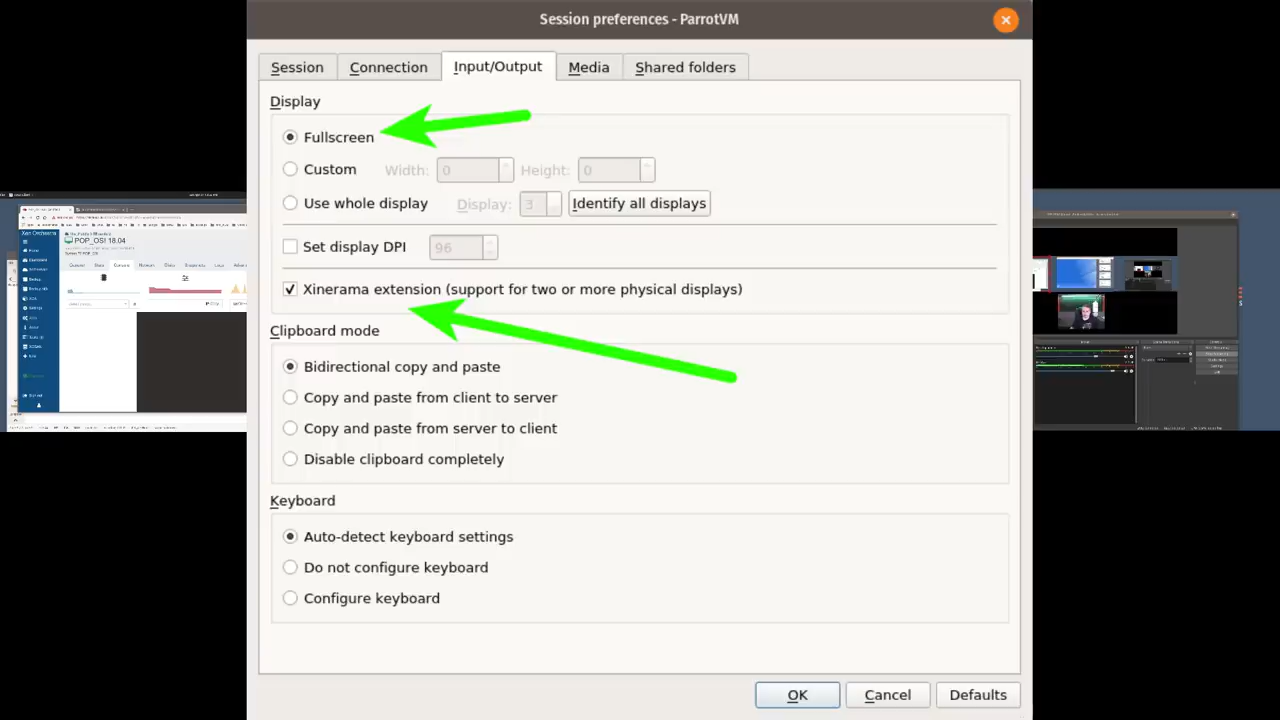 Session preferences - ParrotVM
Session Connection Input/Output Media Shared folders
Display
Fullscreen
Custom Width: 0 Height: 0
Use whole display Display: 3 Identify all displays
Set display DPI 96
Xinerama extension (support for two or more physical displays)
Clipboard mode
Bidirectional copy and paste
Copy and paste from client to server
Copy and paste from server to client
Disable clipboard completely
Keyboard
Auto-detect keyboard settings
Do not configure keyboard
Configure keyboard
OK Cancel Defaults
Xen Orchestra
POP_OS! 18.04